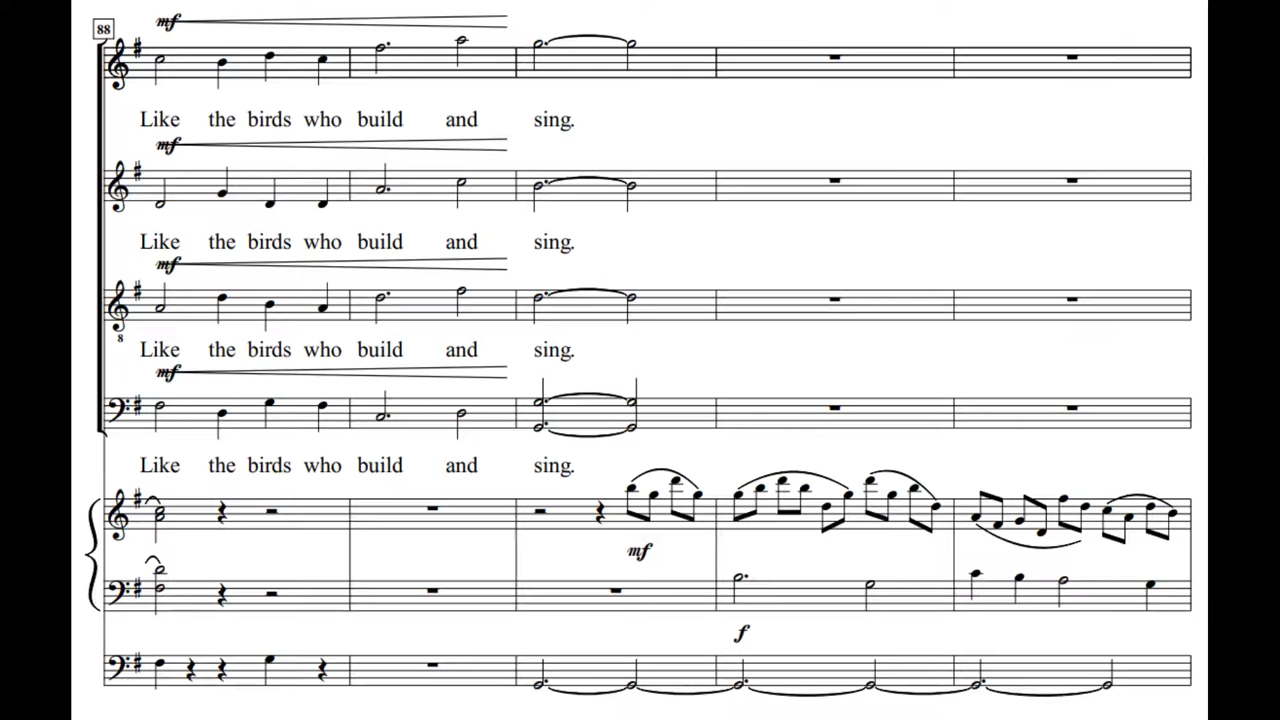 mf
88
Like the birds who build and sing.
mf
Like the birds who build and sing.
mf
8
Like the birds who build and sing.
mf
Like the birds who build and sing.
mf
f